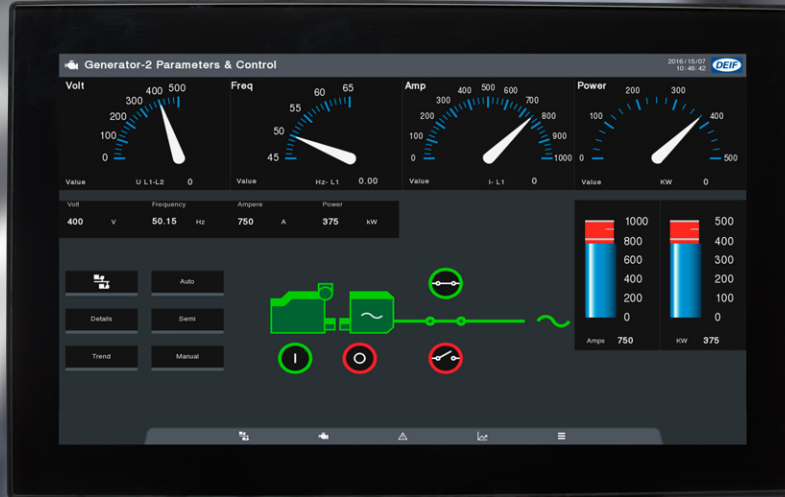 Generator-2 Parameters & Control
2016/15/07
10:46:42
DEIF
Volt
0
100
200
300
400
500
Value U L1-L2 0
Freq
45
50
55
60
65
Value Hz- L1 0.00
Amp
0
100
200
300
400
500
600
700
800
900
1000
Value I- L1 0
Power
0
100
200
300
400
500
Value KW 0
Volt Frequency Ampere Power
400 V 50.15 Hz 750 A 375 kW
Auto
Details Semi
Trend Manual
I O
1000
800
600
400
200
0
Amps 750
500
400
300
200
100
0
KW 375